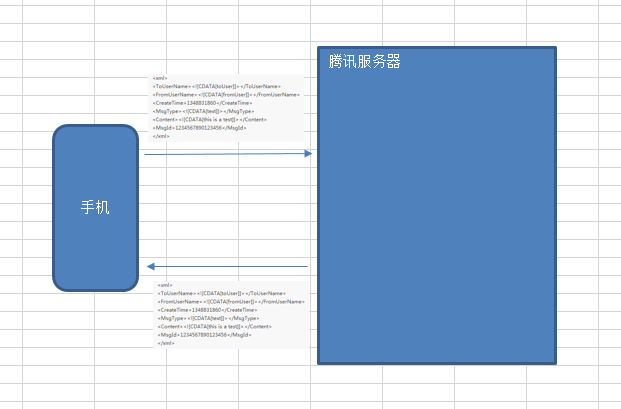 腾讯服务器
<xml>
<ToUserName><![CDATA[toUser]]></ToUserName>
<FromUserName><![CDATA[fromUser]]></FromUserName>
<CreateTime>1348831860</CreateTime>
<MsgType><![CDATA[text]]></MsgType>
<Content><![CDATA[this is a test]]></Content>
<MsgId>1234567890123456</MsgId>
</xml>
手机
<xml>
<ToUserName><![CDATA[toUser]]></ToUserName>
<FromUserName><![CDATA[fromUser]]></FromUserName>
<CreateTime>1348831860</CreateTime>
<MsgType><![CDATA[text]]></MsgType>
<Content><![CDATA[this is a test]]></Content>
<MsgId>1234567890123456</MsgId>
</xml>